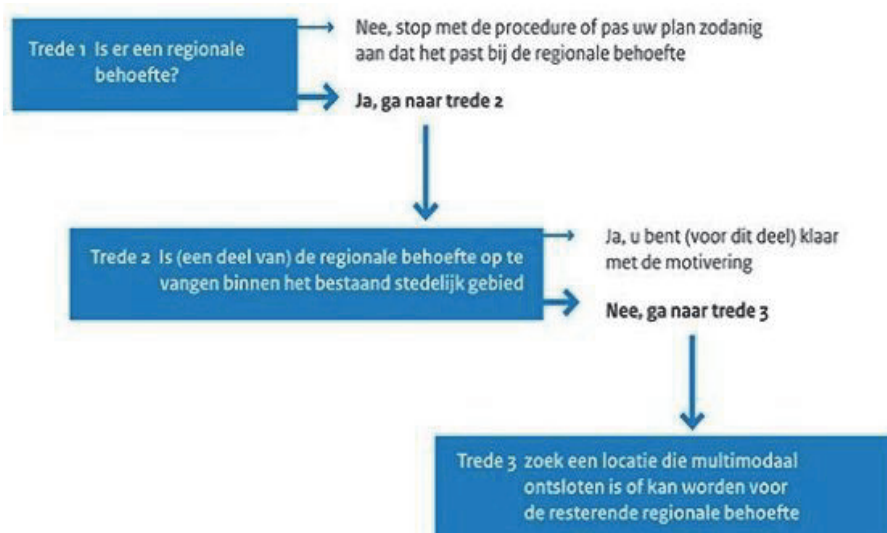 Trede 1 Is er een regionale
behoefte?
Nee, stop met de procedure of pas uw plan zodanig
aan dat het past bij de regionale behoefte
Ja, ga naar trede 2
Trede 2 Is (een deel van) de regionale behoefte op te
vangen binnen het bestaand stedelijk gebied
Ja, u bent (voor dit deel) klaar
met de motivering
Nee, ga naar trede 3
Trede 3 zoek een locatie die multimodaal
ontsloten is of kan worden voor
de resterende regionale behoefte